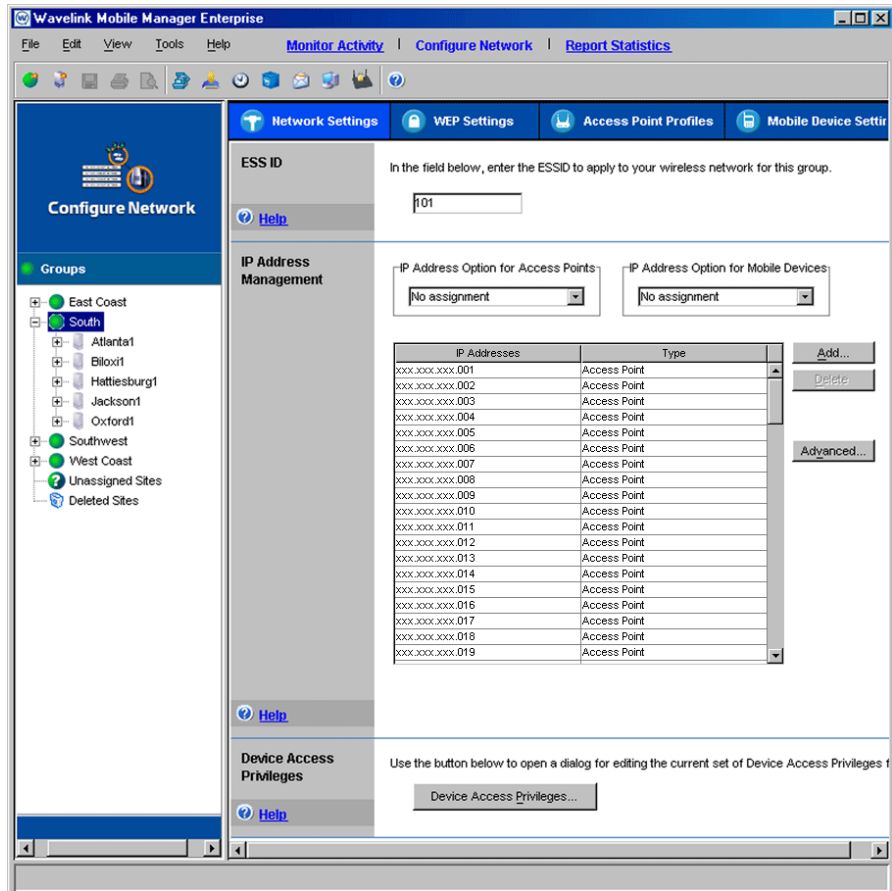 Wavelink Mobile Manager Enterprise
File Edit View Tools Help Monitor Activity | Configure Network | Report Statistics
Configure Network
Groups
East Coast
South
Atlanta1
Biloxi1
Hattiesburg1
Jackson1
Oxford1
Southwest
West Coast
Unassigned Sites
Deleted Sites
Network Settings WEP Settings Access Point Profiles Mobile Device Settin
ESS ID
In the field below, enter the ESSID to apply to your wireless network for this group.
101
Help
IP Address
Management
IP Address Option for Access Points IP Address Option for Mobile Devices
No assignment No assignment
IP Addresses Type
xxx.xxx.xxx.001 Access Point
xxx.xxx.xxx.002 Access Point
xxx.xxx.xxx.003 Access Point
xxx.xxx.xxx.004 Access Point
xxx.xxx.xxx.005 Access Point
xxx.xxx.xxx.006 Access Point
xxx.xxx.xxx.007 Access Point
xxx.xxx.xxx.008 Access Point
xxx.xxx.xxx.009 Access Point
xxx.xxx.xxx.010 Access Point
xxx.xxx.xxx.011 Access Point
xxx.xxx.xxx.012 Access Point
xxx.xxx.xxx.013 Access Point
xxx.xxx.xxx.014 Access Point
xxx.xxx.xxx.015 Access Point
xxx.xxx.xxx.016 Access Point
xxx.xxx.xxx.017 Access Point
xxx.xxx.xxx.018 Access Point
xxx.xxx.xxx.019 Access Point
Add...
Delete
Advanced...
Help
Device Access
Privileges
Use the button below to open a dialog for editing the current set of Device Access Privileges f
Device Access Privileges...
Help